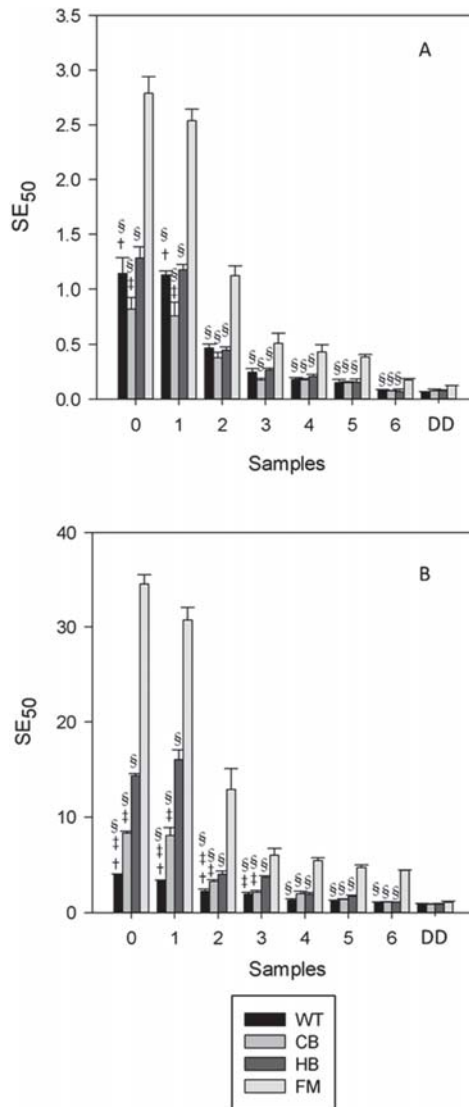 A
SE50
3.5
3.0
2.5
2.0
1.5
1.0
0.5
0.0
§ † § ‡ §
§ † § ‡ §
§ § §
§ § §
§ § §
§ § §
§ § §
0 1 2 3 4 5 6 DD
Samples
B
SE50
40
30
20
10
0
§ ‡ † § ‡ §
§ ‡ † § ‡ §
§ ‡ † § ‡ §
§ ‡ § ‡ §
§ § §
§ § §
§ § §
0 1 2 3 4 5 6 DD
Samples
WT
CB
HB
FM